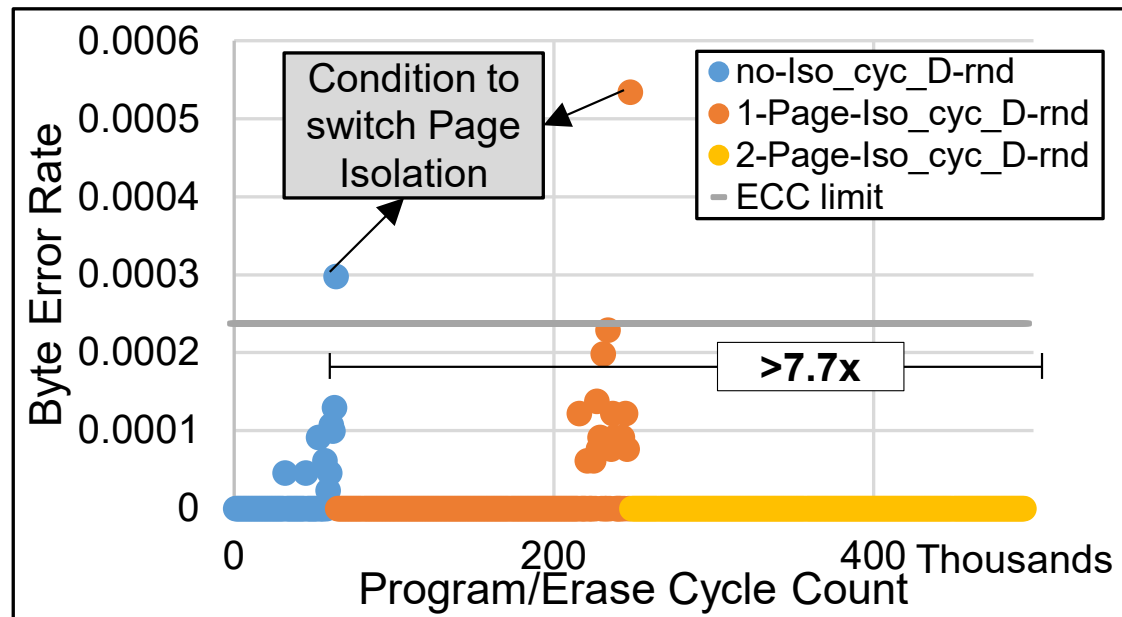 0.0006
0.0005
0.0004
0.0003
0.0002
0.0001
0
Byte Error Rate
Condition to
switch Page
Isolation
no-Iso_cyc_D-rnd
1-Page-Iso_cyc_D-rnd
2-Page-Iso_cyc_D-rnd
ECC limit
>7.7x
0 200 400 Thousands
Program/Erase Cycle Count